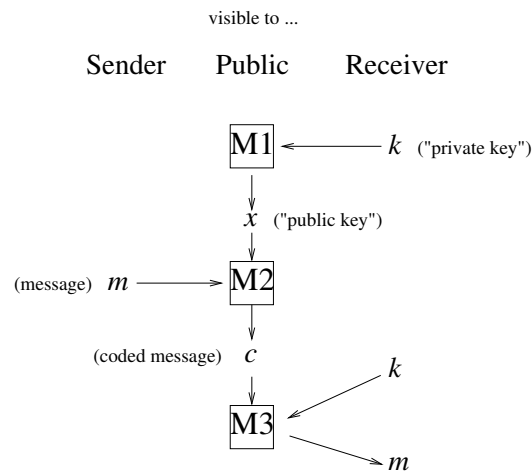 visible to ...
Sender Public Receiver
M1 k ("private key")
x ("public key")
(message) m M2
(coded message) c
k
M3
m